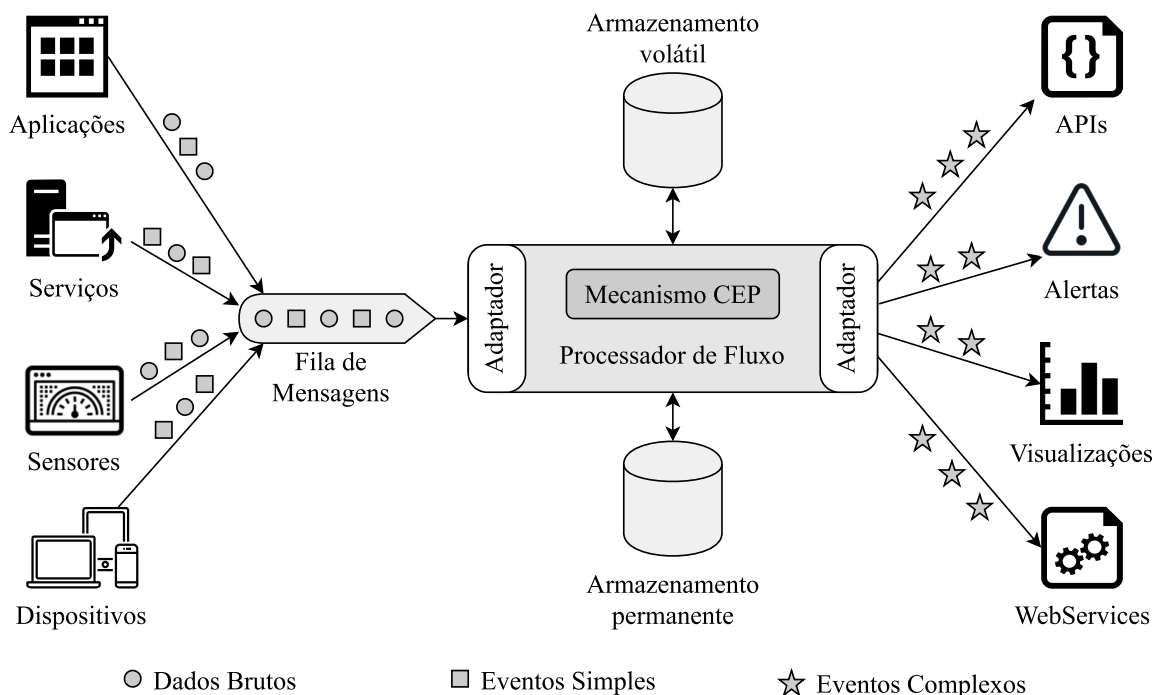 Aplicações
Serviços
Sensores
Dispositivos
Fila de
Mensagens
Armazenamento
volátil
Adaptador
Mecanismo CEP
Processador de Fluxo
Adaptador
Armazenamento
permanente
{}
APIs
Alertas
Visualizações
WebServices
Dados Brutos
Eventos Simples
Eventos Complexos